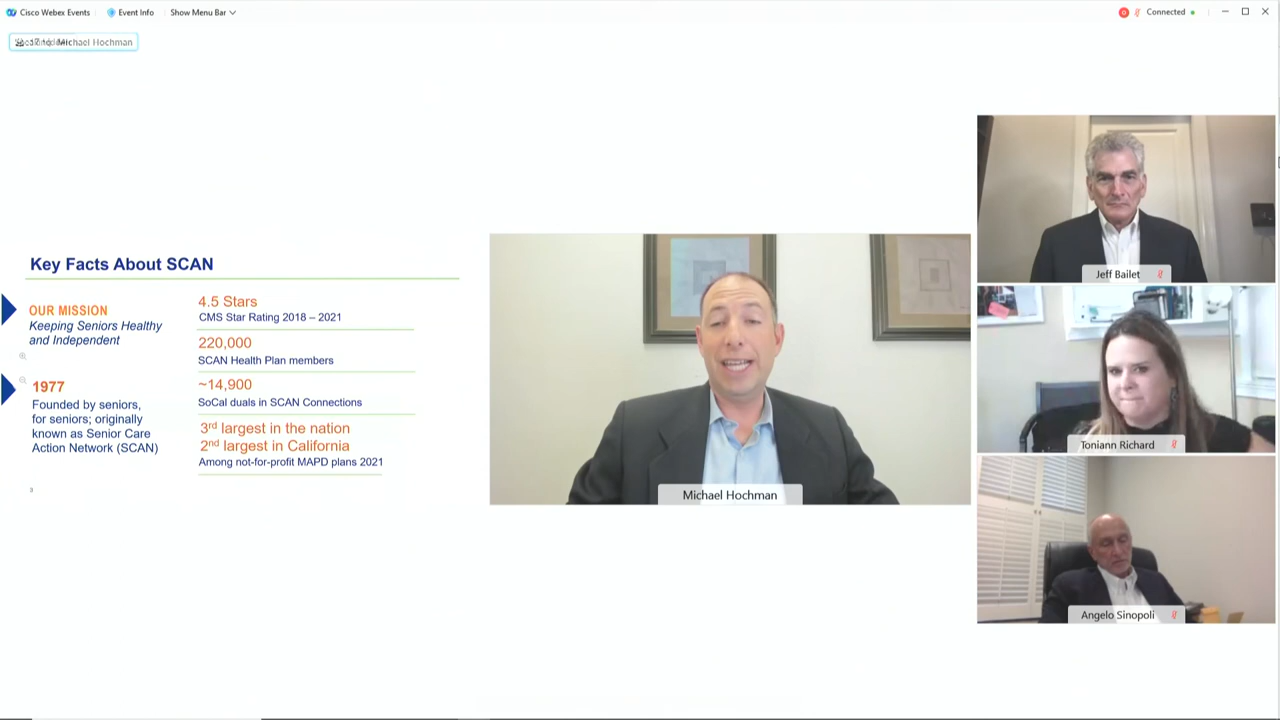 Cisco Webex Events
Event Info
Show Menu Bar
Connected
Michael Hochman
Key Facts About SCAN
OUR MISSION
Keeping Seniors Healthy
and Independent
1977
Founded by seniors,
for seniors; originally
known as Senior Care
Action Network (SCAN)
4.5 Stars
CMS Star Rating 2018 – 2021
220,000
SCAN Health Plan members
~14,900
SoCal duals in SCAN Connections
3rd largest in the nation
2nd largest in California
Among not-for-profit MAPD plans 2021
3
Michael Hochman
Jeff Bailet
Toniann Richard
Angelo Sinopoli